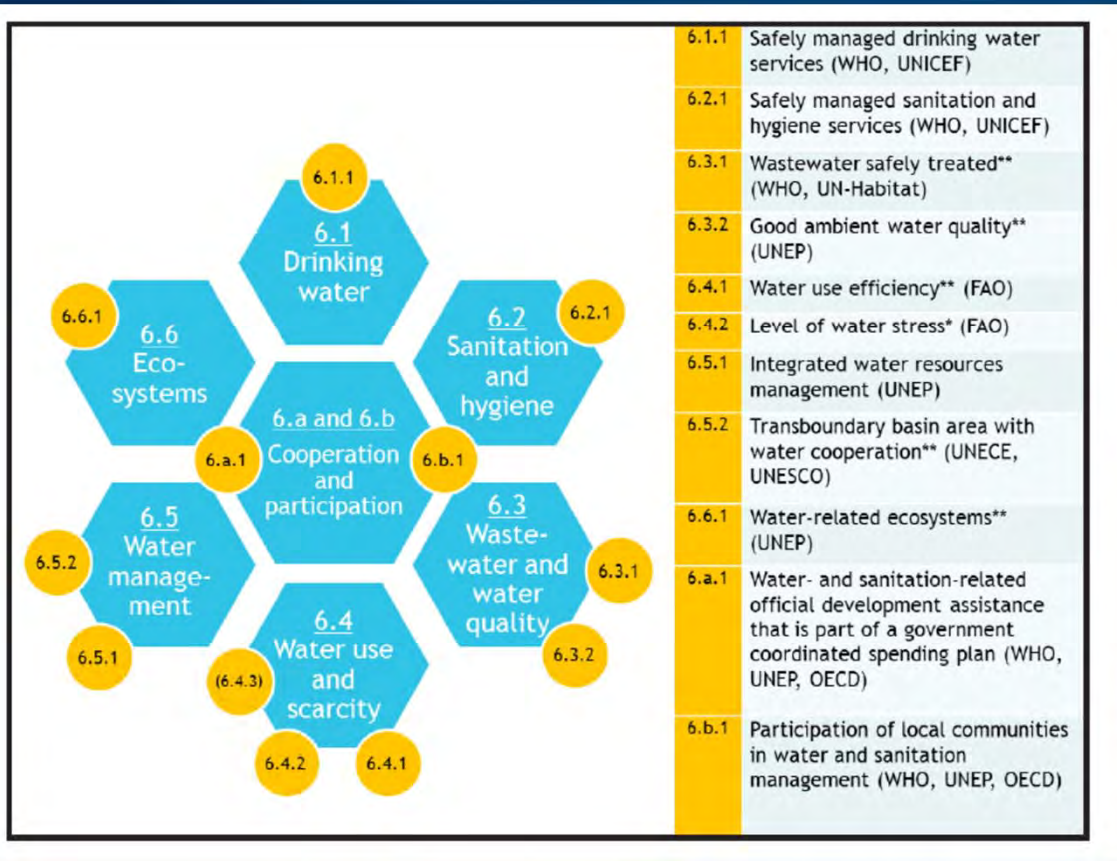 6.1.1
6.1
Drinking
water
6.2.1
6.2
Sanitation
and
hygiene
6.6.1
6.6
Eco-
systems
6.a and 6.b
Cooperation
and
participation
6.a.1
6.b.1
6.5
Water
manage-
ment
6.5.2
6.5.1
6.3
Waste-
water and
water
quality
6.3.1
6.3.2
6.4
Water use
and
scarcity
(6.4.3)
6.4.2
6.4.1
6.1.1 Safely managed drinking water
services (WHO, UNICEF)
6.2.1 Safely managed sanitation and
hygiene services (WHO, UNICEF)
6.3.1 Wastewater safely treated**
(WHO, UN-Habitat)
6.3.2 Good ambient water quality**
(UNEP)
6.4.1 Water use efficiency** (FAO)
6.4.2 Level of water stress* (FAO)
6.5.1 Integrated water resources
management (UNEP)
6.5.2 Transboundary basin area with
water cooperation** (UNECE,
UNESCO)
6.6.1 Water-related ecosystems**
(UNEP)
6.a.1 Water- and sanitation-related
official development assistance
that is part of a government
coordinated spending plan (WHO,
UNEP, OECD)
6.b.1 Participation of local communities
in water and sanitation
management (WHO, UNEP, OECD)